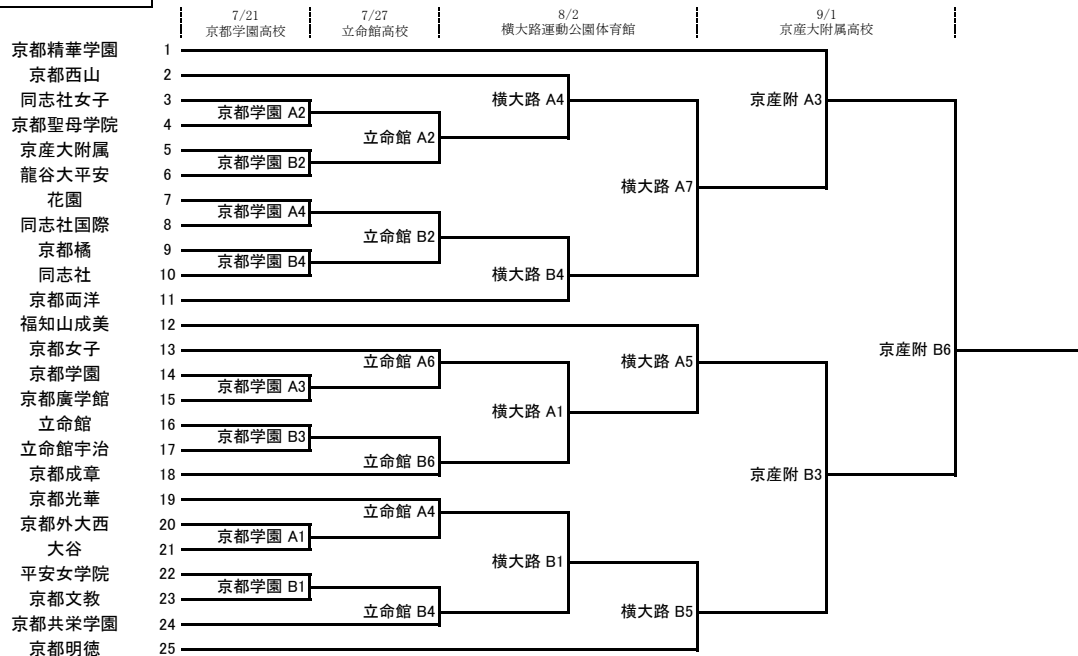 7/21 7/27 8/2 9/1
京都学園高校 立命館高校 横大路運動公園体育館 京産大附属高校
京都精華学園 1
京都西山 2
同志社女子 3 横大路 A4 京産附 A3
京都学園 A2
京都聖母学院 4
立命館 A2
京産大附属 5
京都学園 B2
龍谷大平安 6
横大路 A7
花園 7
京都学園 A4
同志社国際 8
立命館 B2
京都橘 9
京都学園 B4
同志社 10 横大路 B4
京都両洋 11
福知山成美 12
京都女子 13 京産附 B6
立命館 A6 横大路 A5
京都学園 14
京都学園 A3
京都廣学館 15
横大路 A1
立命館 16
京都学園 B3
立命館宇治 17
立命館 B6
京都成章 18 京産附 B3
京都光華 19
立命館 A4
京都外大西 20
京都学園 A1
大谷 21
横大路 B1
平安女学院 22
京都学園 B1
京都文教 23
立命館 B4 横大路 B5
京都共栄学園 24
京都明徳 25